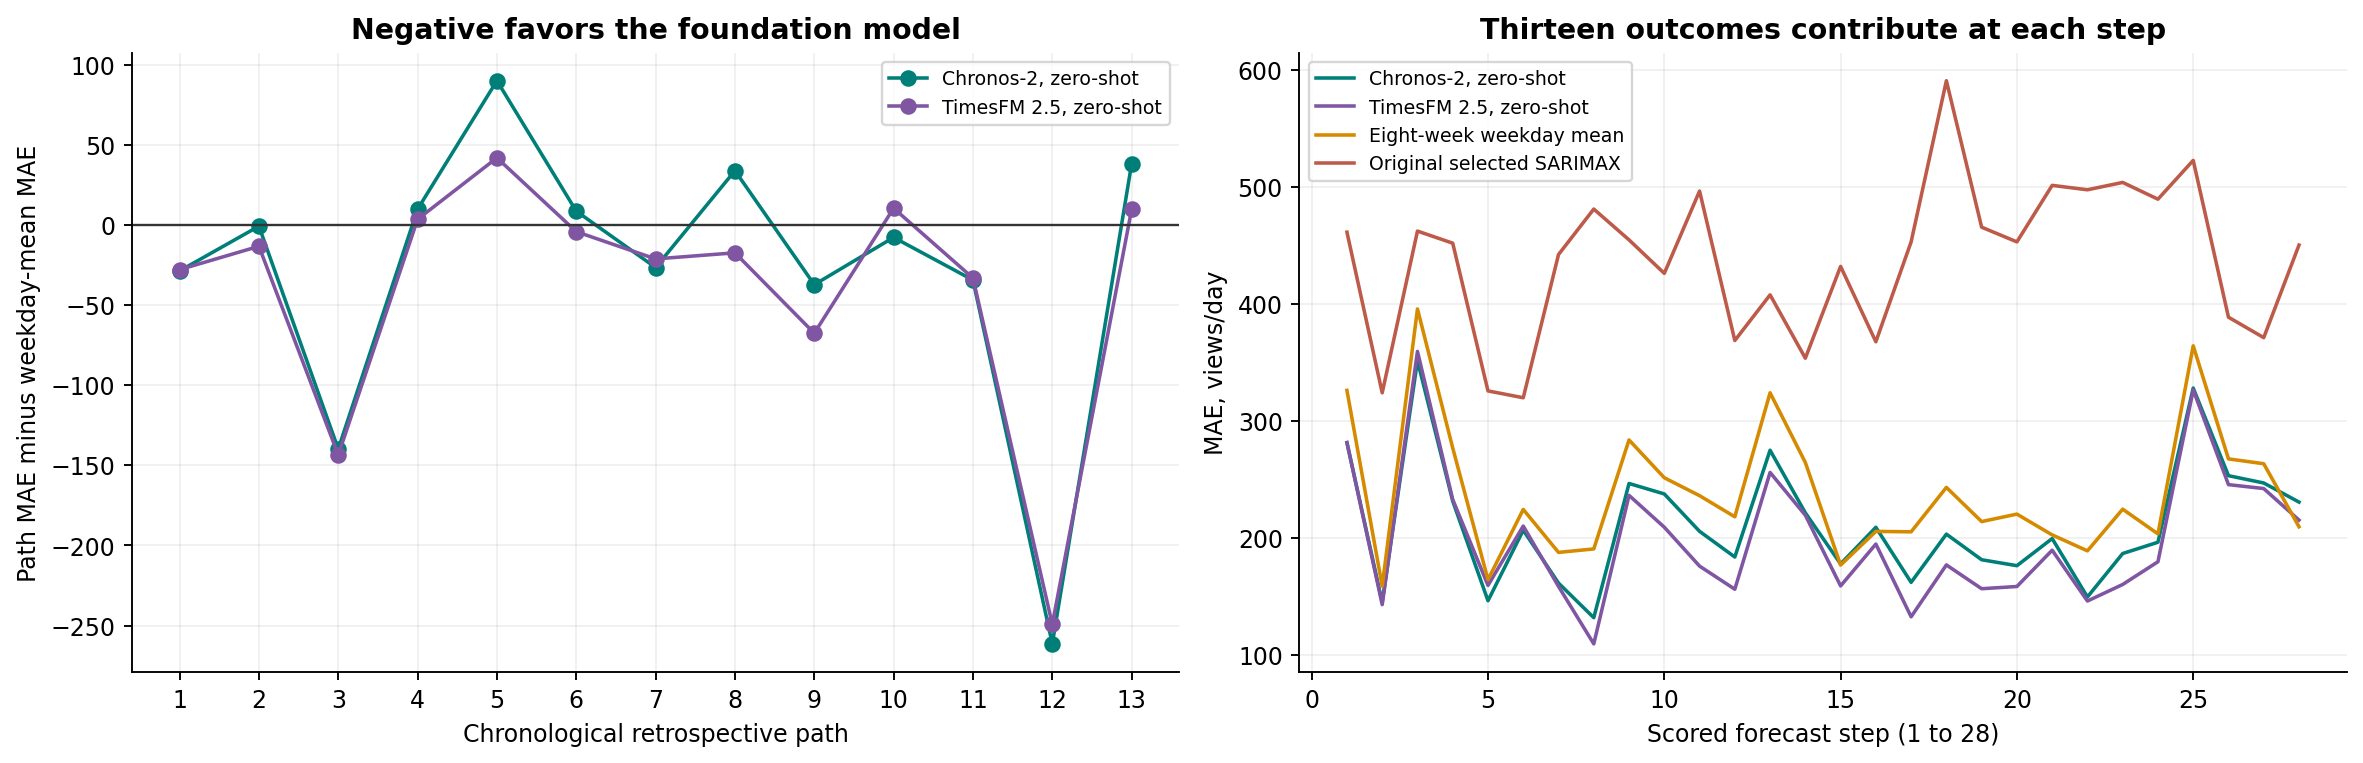 Negative favors the foundation model
100
50
0
−50
−100
−150
−200
−250
Path MAE minus weekday-mean MAE
Chronos-2, zero-shot
TimesFM 2.5, zero-shot
1 2 3 4 5 6 7 8 9 10 11 12 13
Chronological retrospective path
Thirteen outcomes contribute at each step
600
500
400
300
200
100
MAE, views/day
Chronos-2, zero-shot
TimesFM 2.5, zero-shot
Eight-week weekday mean
Original selected SARIMAX
0 5 10 15 20 25
Scored forecast step (1 to 28)